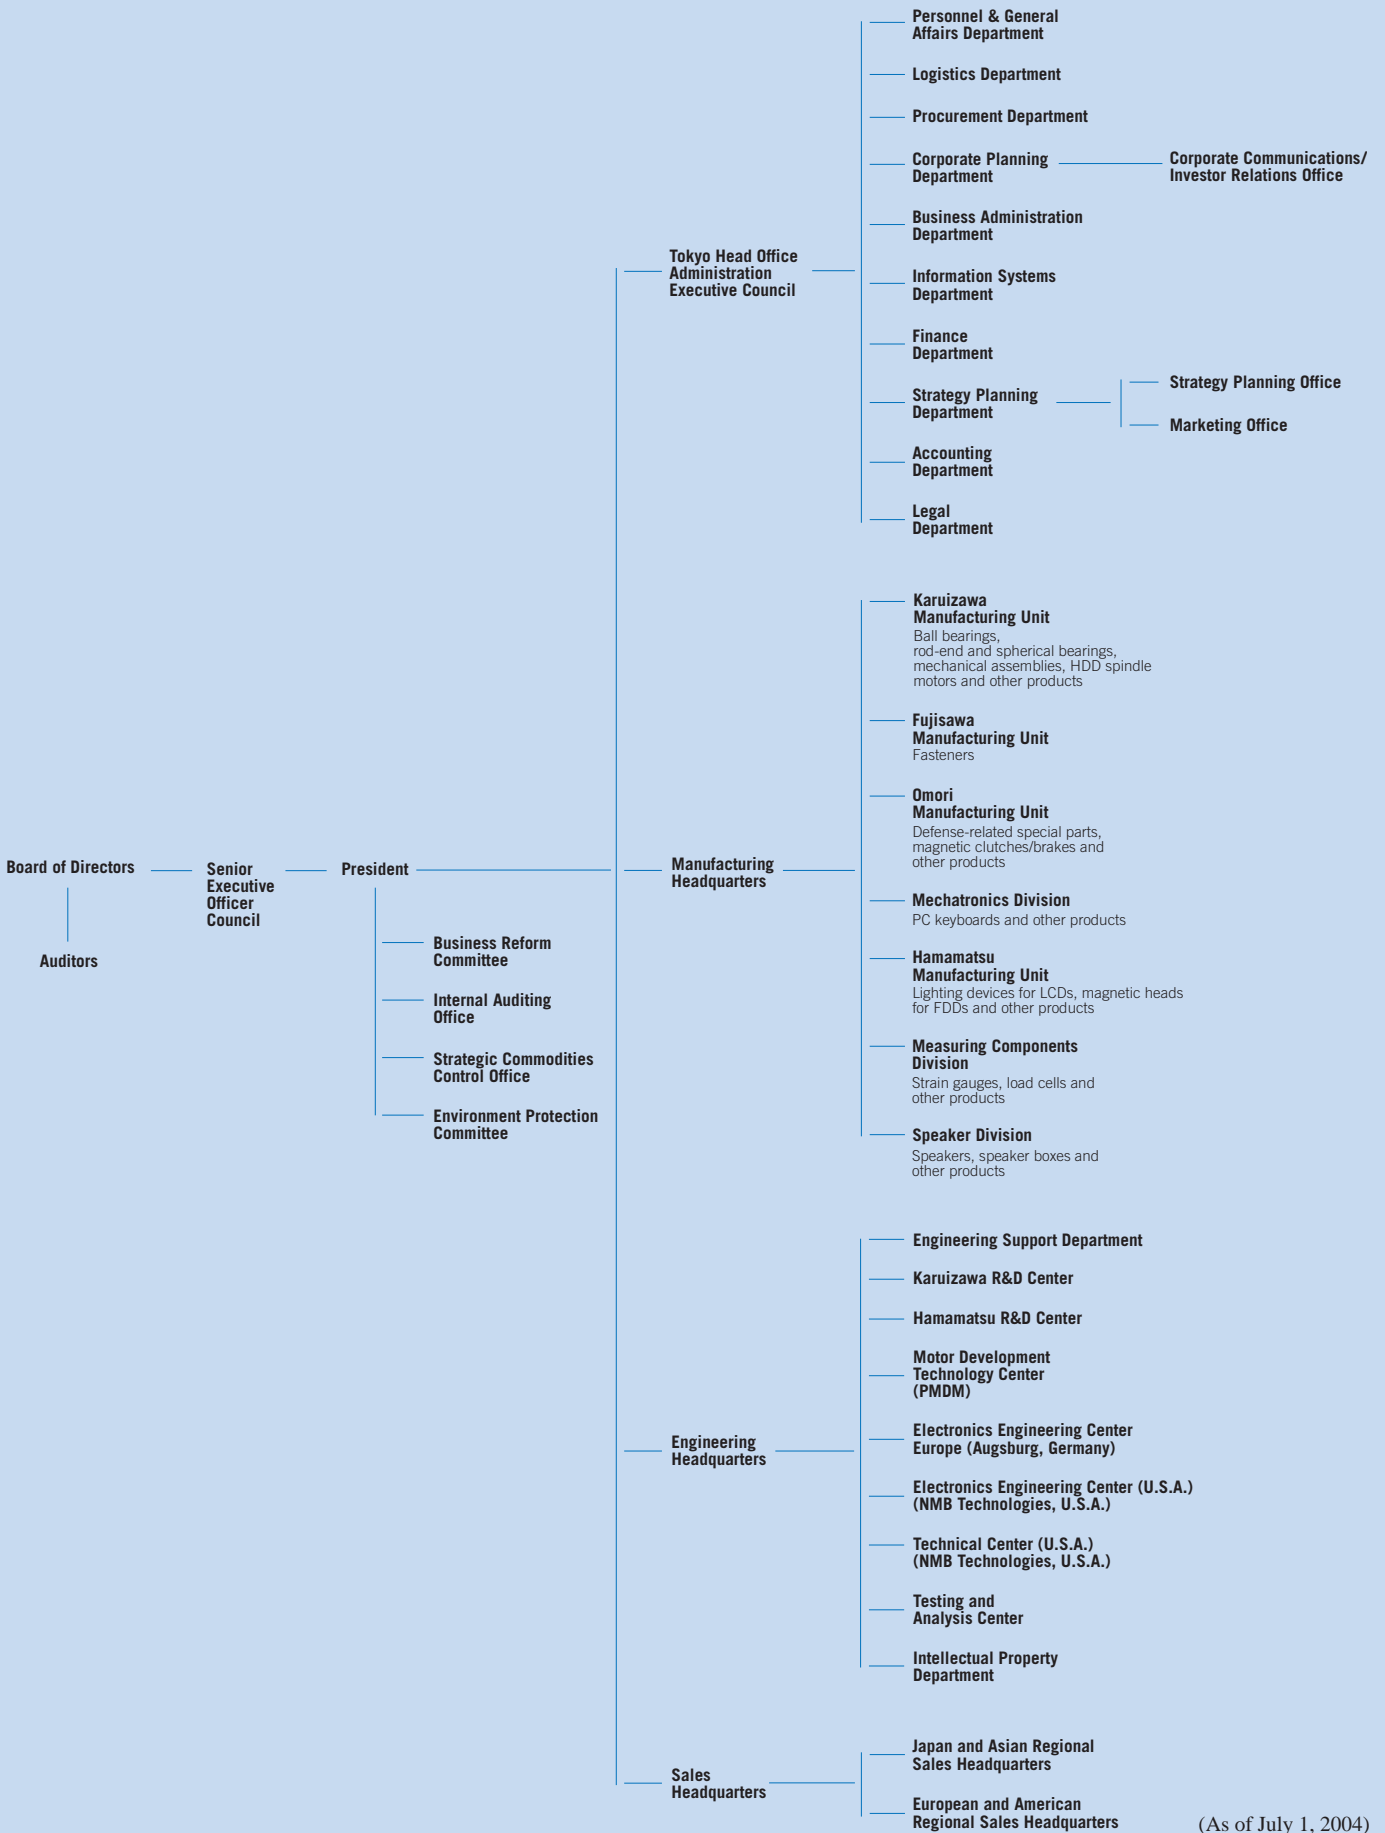 Board of Directors
Auditors
Senior
Executive
Officer
Council
President
Business Reform
Committee
Internal Auditing
Office
Strategic Commodities
Control Office
Environment Protection
Committee
Tokyo Head Office
Administration
Executive Council
Personnel & General
Affairs Department
Logistics Department
Procurement Department
Corporate Planning
Department
Corporate Communications/
Investor Relations Office
Business Administration
Department
Information Systems
Department
Finance
Department
Strategy Planning
Department
Strategy Planning Office
Marketing Office
Accounting
Department
Legal
Department
Manufacturing
Headquarters
Karuizawa
Manufacturing Unit
Ball bearings,
rod-end and spherical bearings,
mechanical assemblies, HDD spindle
motors and other products
Fujisawa
Manufacturing Unit
Fasteners
Omori
Manufacturing Unit
Defense-related special parts,
magnetic clutches/brakes and
other products
Mechatronics Division
PC keyboards and other products
Hamamatsu
Manufacturing Unit
Lighting devices for LCDs, magnetic heads
for FDDs and other products
Measuring Components
Division
Strain gauges, load cells and
other products
Speaker Division
Speakers, speaker boxes and
other products
Engineering
Headquarters
Engineering Support Department
Karuizawa R&D Center
Hamamatsu R&D Center
Motor Development
Technology Center
(PMDM)
Electronics Engineering Center
Europe (Augsburg, Germany)
Electronics Engineering Center (U.S.A.)
(NMB Technologies, U.S.A.)
Technical Center (U.S.A.)
(NMB Technologies, U.S.A.)
Testing and
Analysis Center
Intellectual Property
Department
Sales
Headquarters
Japan and Asian Regional
Sales Headquarters
European and American
Regional Sales Headquarters
(As of July 1, 2004)